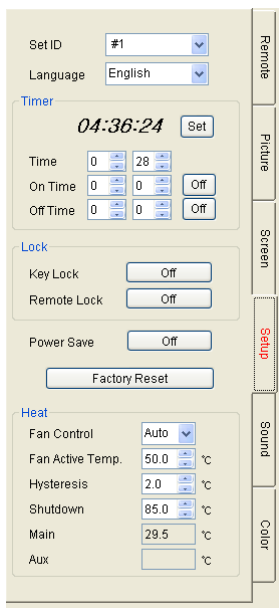 Set ID #1
Language English
Timer
04:36:24 Set
Time 0 28
On Time 0 0 Off
Off Time 0 0 Off
Lock
Key Lock Off
Remote Lock Off
Power Save Off
Factory Reset
Heat
Fan Control Auto
Fan Active Temp. 50.0 ℃
Hysteresis 2.0 ℃
Shutdown 85.0 ℃
Main 29.5 ℃
Aux ℃
Remote
Picture
Screen
Setup
Sound
Color